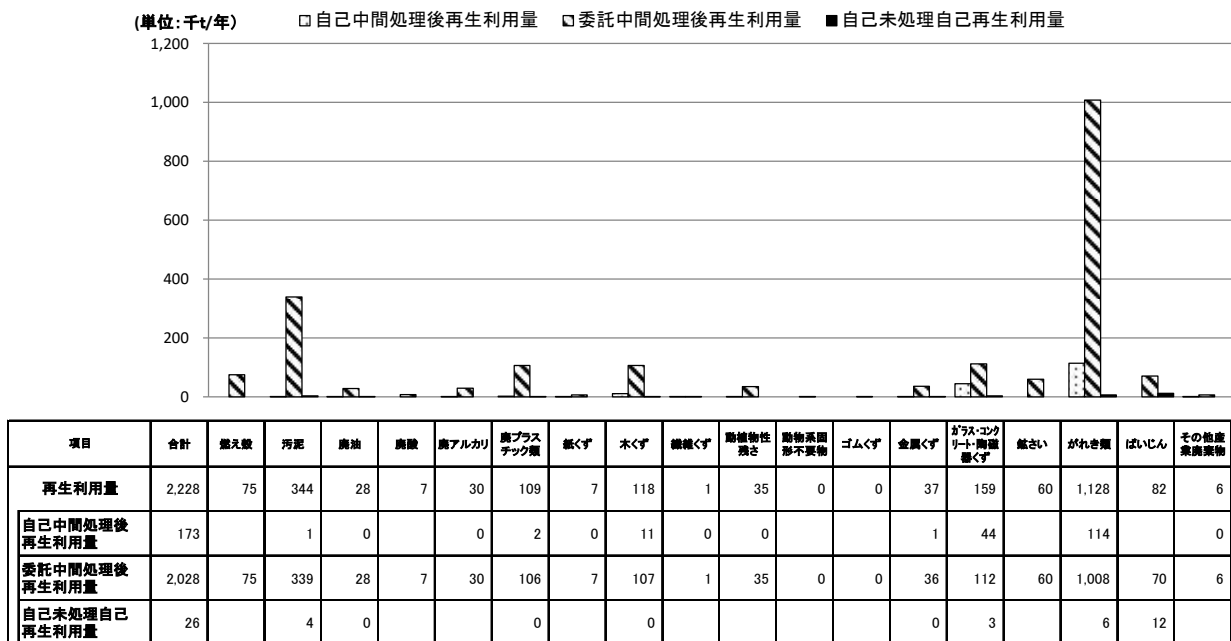 (単位:千t/年) □自己中間処理後再生利用量 委託中間処理後再生利用量 ■自己未処理自己再生利用量
1,200
1,000
800
600
400
200
0
項目 合計 燃え殻 汚泥 廃油 廃酸 廃アルカリ 廃プラスチック類 紙くず 木くず 繊維くず 動植物性残さ 動物系固形不要物 ゴムくず 金属くず ガラス・コンクリート・陶磁器くず 鉱さい がれき類 ばいじん その他産業廃棄物
再生利用量 2,228 75 344 28 7 30 109 7 118 1 35 0 0 37 159 60 1,128 82 6
自己中間処理後
再生利用量 173 1 0 0 2 0 11 0 0 1 44 114 0
委託中間処理後
再生利用量 2,028 75 339 28 7 30 106 7 107 1 35 0 0 36 112 60 1,008 70 6
自己未処理自己
再生利用量 26 4 0 0 0 0 3 6 12